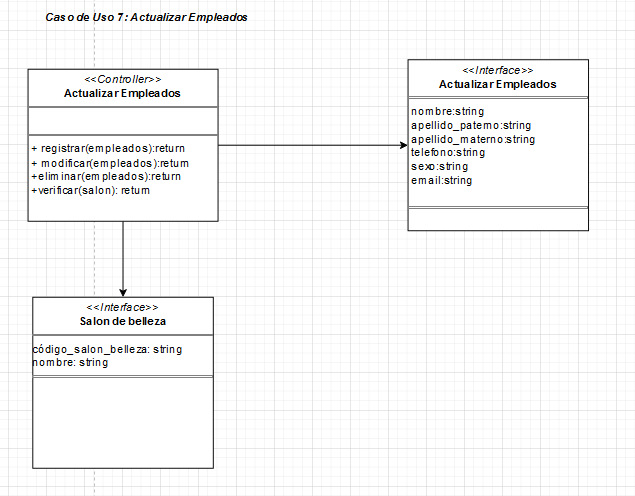 Caso de Uso 7: Actualizar Empleados
<<Controller>>
Actualizar Empleados
+ registrar(empleados):return
+ modificar(empleados):return
+eliminar(empleados):return
+verificar(salon): return
<<Interface>>
Actualizar Empleados
nombre:string
apellido_paterno:string
apellido_materno:string
telefono:string
sexo:string
email:string
<<Interface>>
Salon de belleza
código_salon_belleza: string
nombre: string